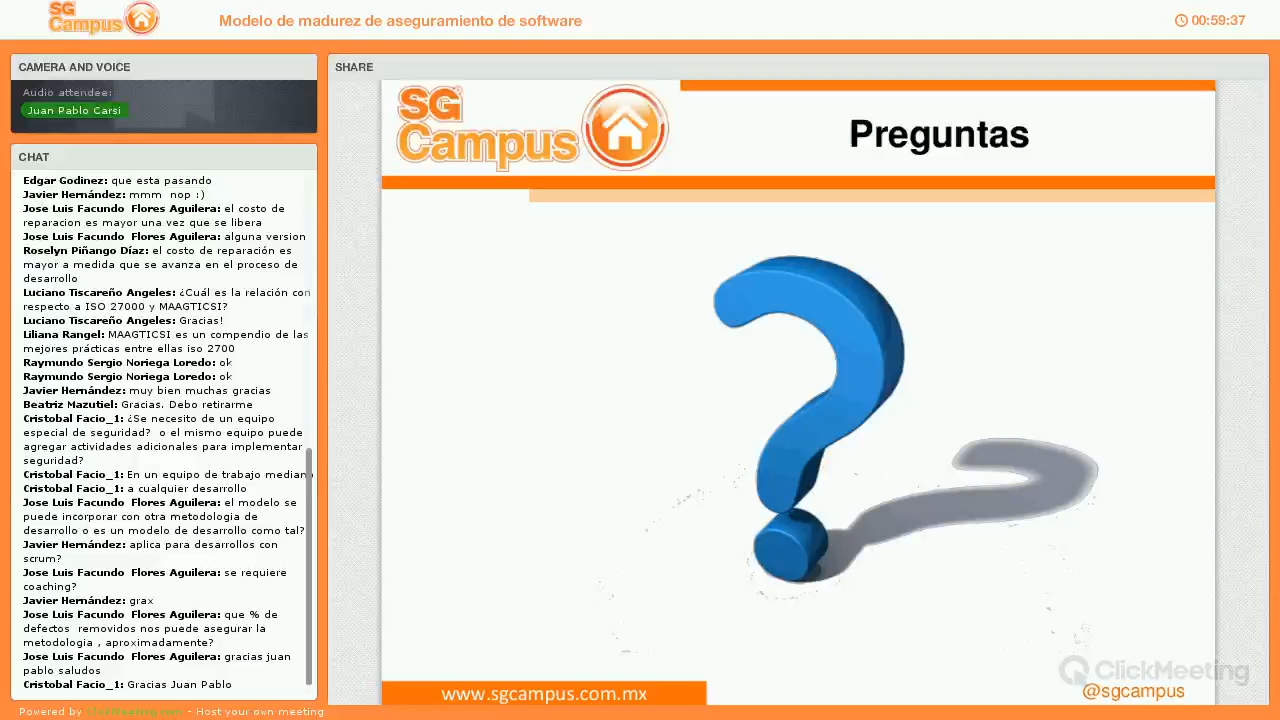 SG
Campus
Modelo de madurez de aseguramiento de software
00:59:37
CAMERA AND VOICE
Audio attendee:
Juan Pablo Carsi
CHAT
Edgar Godinez: que esta pasando
Javier Hernández: mmm nop :)
Jose Luis Facundo Flores Aguilera: el costo de
reparacion es mayor una vez que se libera
Jose Luis Facundo Flores Aguilera: alguna version
Roselyn Piñango Díaz: el costo de reparación es
mayor a medida que se avanza en el proceso de
desarrollo
Luciano Tiscareño Angeles: ¿Cuál es la relación con
respecto a ISO 27000 y MAAGTICSI?
Luciano Tiscareño Angeles: Gracias!
Liliana Rangel: MAAGTICSI es un compendio de las
mejores prácticas entre ellas iso 2700
Raymundo Sergio Noriega Loredo: ok
Raymundo Sergio Noriega Loredo: ok
Javier Hernández: muy bien muchas gracias
Beatriz Mazutiel: Gracias. Debo retirarme
Cristobal Facio_1: ¿Se necesito de un equipo
especial de seguridad? o el mismo equipo puede
agregar actividades adicionales para implementar
seguridad?
Cristobal Facio_1: En un equipo de trabajo median
Cristobal Facio_1: a cualquier desarrollo
Jose Luis Facundo Flores Aguilera: el modelo se
puede incorporar con otra metodologia de
desarrollo o es un modelo de desarrollo como tal?
Javier Hernández: aplica para desarrollos con
scrum?
Jose Luis Facundo Flores Aguilera: se requiere
coaching?
Javier Hernández: grax
Jose Luis Facundo Flores Aguilera: que % de
defectos removidos nos puede asegurar la
metodologia , aproximadamente?
Jose Luis Facundo Flores Aguilera: gracias juan
pablo saludos
Cristobal Facio_1: Gracias Juan Pablo
Powered by ClickMeeting.com - Host your own meeting
SHARE
SG
Campus
Preguntas
www.sgcampus.com.mx
ClickMeeting
@sgcampus